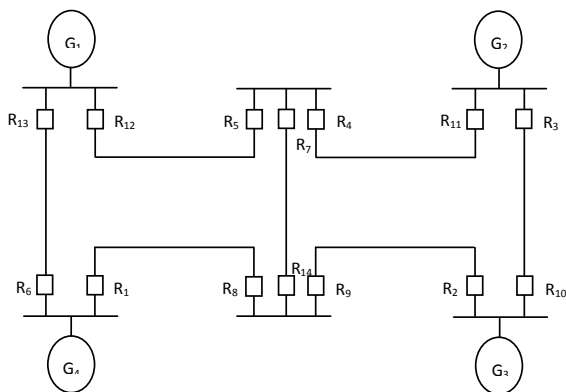 G₁
G₂
R₁₃
R₁₂
R₅
R₇
R₄
R₁₁
R₃
R₆
R₁
R₈
R₁₄
R₉
R₂
R₁₀
G₄
G₃